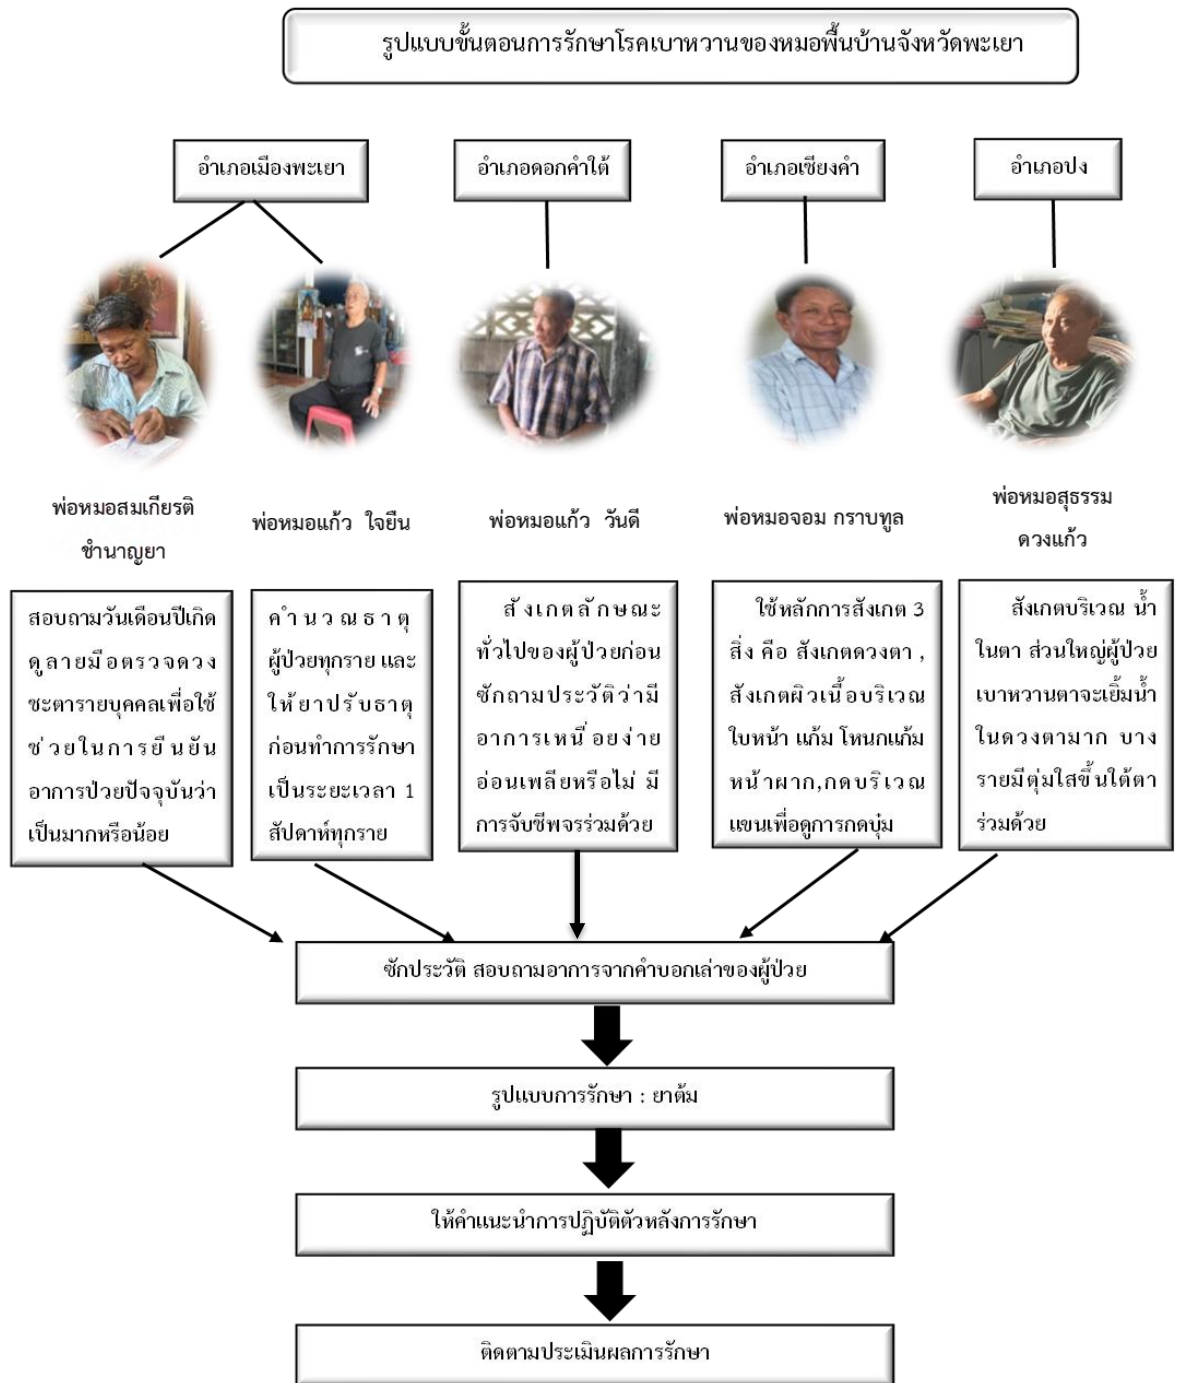 รูปแบบขั้นตอนการรักษาโรคเบาหวานของหมอพื้นบ้านจังหวัดพะเยา
อำเภอเมืองพะเยา
อำเภอดอกคำใต้
อำเภอเชียงคำ
อำเภอปง
พ่อหมอสมเกียรติ
ชำนาญยา
พ่อหมอแก้ว ใจยืน
พ่อหมอแก้ว วันดี
พ่อหมอจอม กราบทูล
พ่อหมอสุธรรม
ดวงแก้ว
สอบถามวันเดือนปีเกิด
ดูลายมือตรวจดวง
ชะตารายบุคคลเพื่อใช้
ช่วยในการยืนยัน
อาการป่วยปัจจุบันว่า
เป็นมากหรือน้อย
คำนวณธาตุ
ผู้ป่วยทุกราย และ
ให้ยาปรับธาตุ
ก่อนทำการรักษา
เป็นระยะเวลา 1
สัปดาห์ทุกราย
สังเกตลักษณะ
ทั่วไปของผู้ป่วยก่อน
ซักถามประวัติว่ามี
อาการเหนื่อยง่าย
อ่อนเพลียหรือไม่ มี
การจับชีพจรร่วมด้วย
ใช้หลักการสังเกต 3
สิ่ง คือ สังเกตดวงตา ,
สังเกตผิวเนื้อบริเวณ
ใบหน้า แก้ม โหนกแก้ม
หน้าผาก,กดบริเวณ
แขนเพื่อดูการกดบุ๋ม
สังเกตบริเวณ น้ำ
ในตา ส่วนใหญ่ผู้ป่วย
เบาหวานตาจะเยิ้มน้ำ
ในดวงตามาก บาง
รายมีตุ่มใสขึ้นใต้ตา
ร่วมด้วย
ซักประวัติ สอบถามอาการจากคำบอกเล่าของผู้ป่วย
รูปแบบการรักษา : ยาต้ม
ให้คำแนะนำการปฏิบัติตัวหลังการรักษา
ติดตามประเมินผลการรักษา